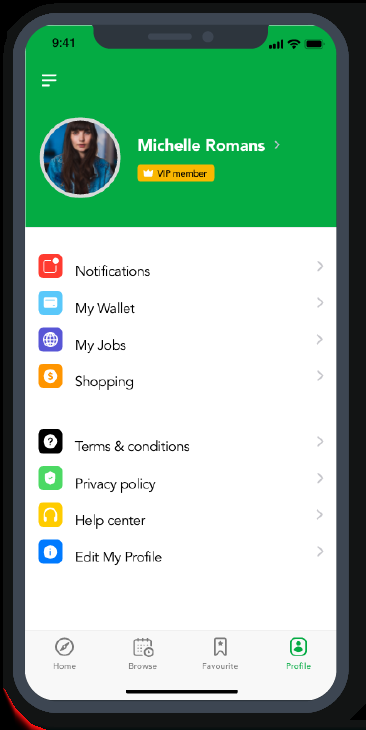 9:41
Michelle Romans
VIP member
Notifications
My Wallet
My Jobs
Shopping
Terms & conditions
Privacy policy
Help center
Edit My Profile
Home
Browse
Favourite
Profile